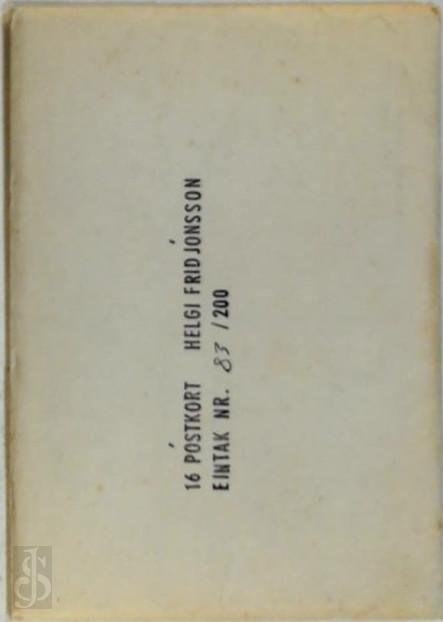 16 PÓSTKORT HELGI FRIDJÓNSSON
EINTAK NR. 83 /200